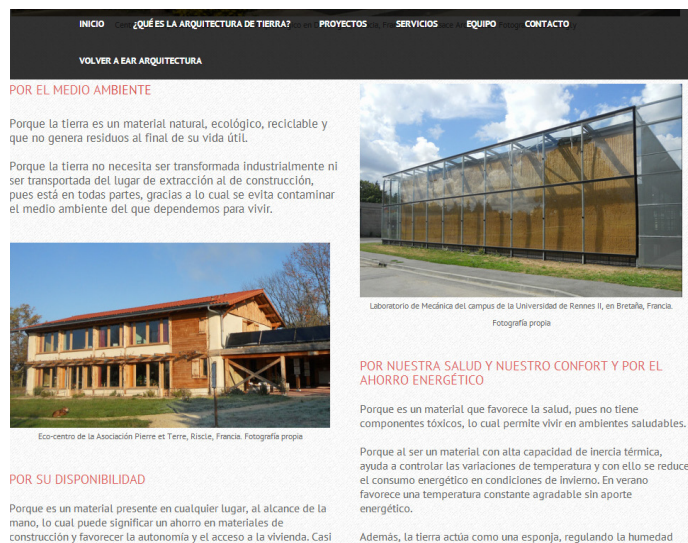 INICIO ¿QUÉ ES LA ARQUITECTURA DE TIERRA? PROYECTOS SERVICIOS EQUIPO CONTACTO
VOLVER A EAR ARQUITECTURA
POR EL MEDIO AMBIENTE
Porque la tierra es un material natural, ecológico, reciclable y
que no genera residuos al final de su vida útil.
Porque la tierra no necesita ser transformada industrialmente ni
ser transportada del lugar de extracción al de construcción,
pues está en todas partes, gracias a lo cual se evita contaminar
el medio ambiente del que dependemos para vivir.
Eco-centro de la Asociación Pierre et Terre, Riscle, Francia. Fotografía propia
POR SU DISPONIBILIDAD
Porque es un material presente en cualquier lugar, al alcance de la
mano, lo cual puede significar un ahorro en materiales de
construcción y favorecer la autonomía y el acceso a la vivienda. Casi
Laboratorio de Mecánica del campus de la Universidad de Rennes II, en Bretaña, Francia.
Fotografía propia
POR NUESTRA SALUD Y NUESTRO CONFORT Y POR EL
AHORRO ENERGÉTICO
Porque es un material que favorece la salud, pues no tiene
componentes tóxicos, lo cual permite vivir en ambientes saludables.
Porque al ser un material con alta capacidad de inercia térmica,
ayuda a controlar las variaciones de temperatura y con ello se reduce
el consumo energético en condiciones de invierno. En verano
favorece una temperatura constante agradable sin aporte
energético.
Además, la tierra actúa como una esponja, regulando la humedad